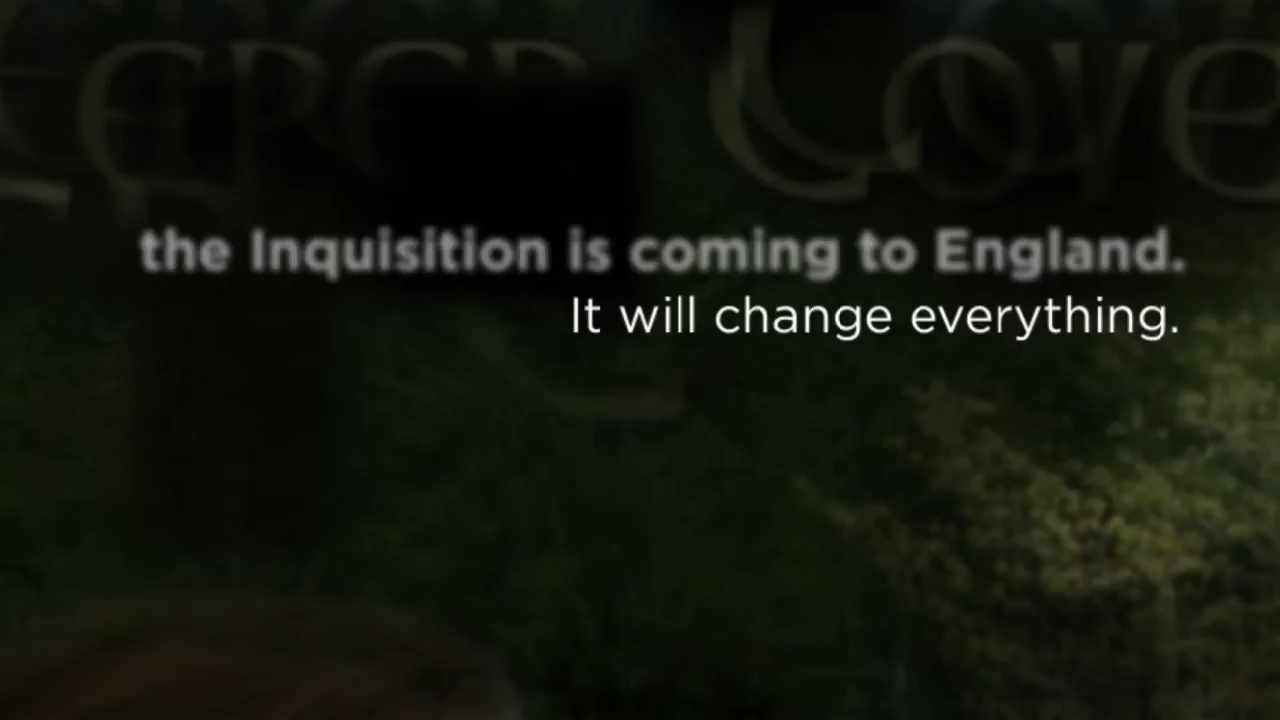 the Inquisition is coming to England.
It will change everything.